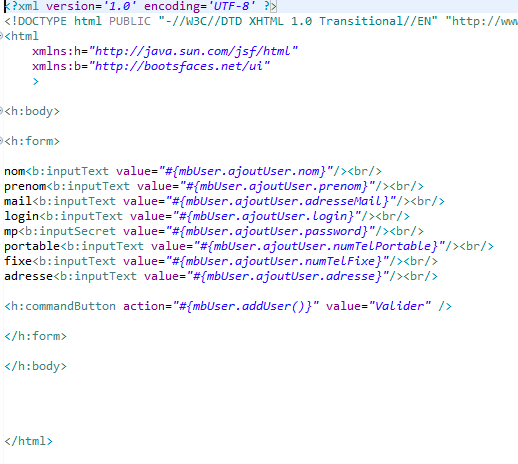 <?xml version='1.0' encoding='UTF-8' ?>
<!DOCTYPE html PUBLIC "-//W3C//DTD XHTML 1.0 Transitional//EN" "http://www
<html
xmlns:h="http://java.sun.com/jsf/html"
xmlns:b="http://bootsfaces.net/ui"
>
<h:body>
<h:form>
nom<b:inputText value="#{mbUser.ajoutUser.nom}"/><br/>
prenom<b:inputText value="#{mbUser.ajoutUser.prenom}"/><br/>
mail<b:inputText value="#{mbUser.ajoutUser.adresseMail}"/><br/>
login<b:inputText value="#{mbUser.ajoutUser.login}"/><br/>
mp<b:inputSecret value="#{mbUser.ajoutUser.password}"/><br/>
portable<b:inputText value="#{mbUser.ajoutUser.numTelPortable}"/><br/>
fixe<b:inputText value="#{mbUser.ajoutUser.numTelFixe}"/><br/>
adresse<b:inputText value="#{mbUser.ajoutUser.adresse}"/><br/>
<h:commandButton action="#{mbUser.addUser()}" value="Valider" />
</h:form>
</h:body>
</html>